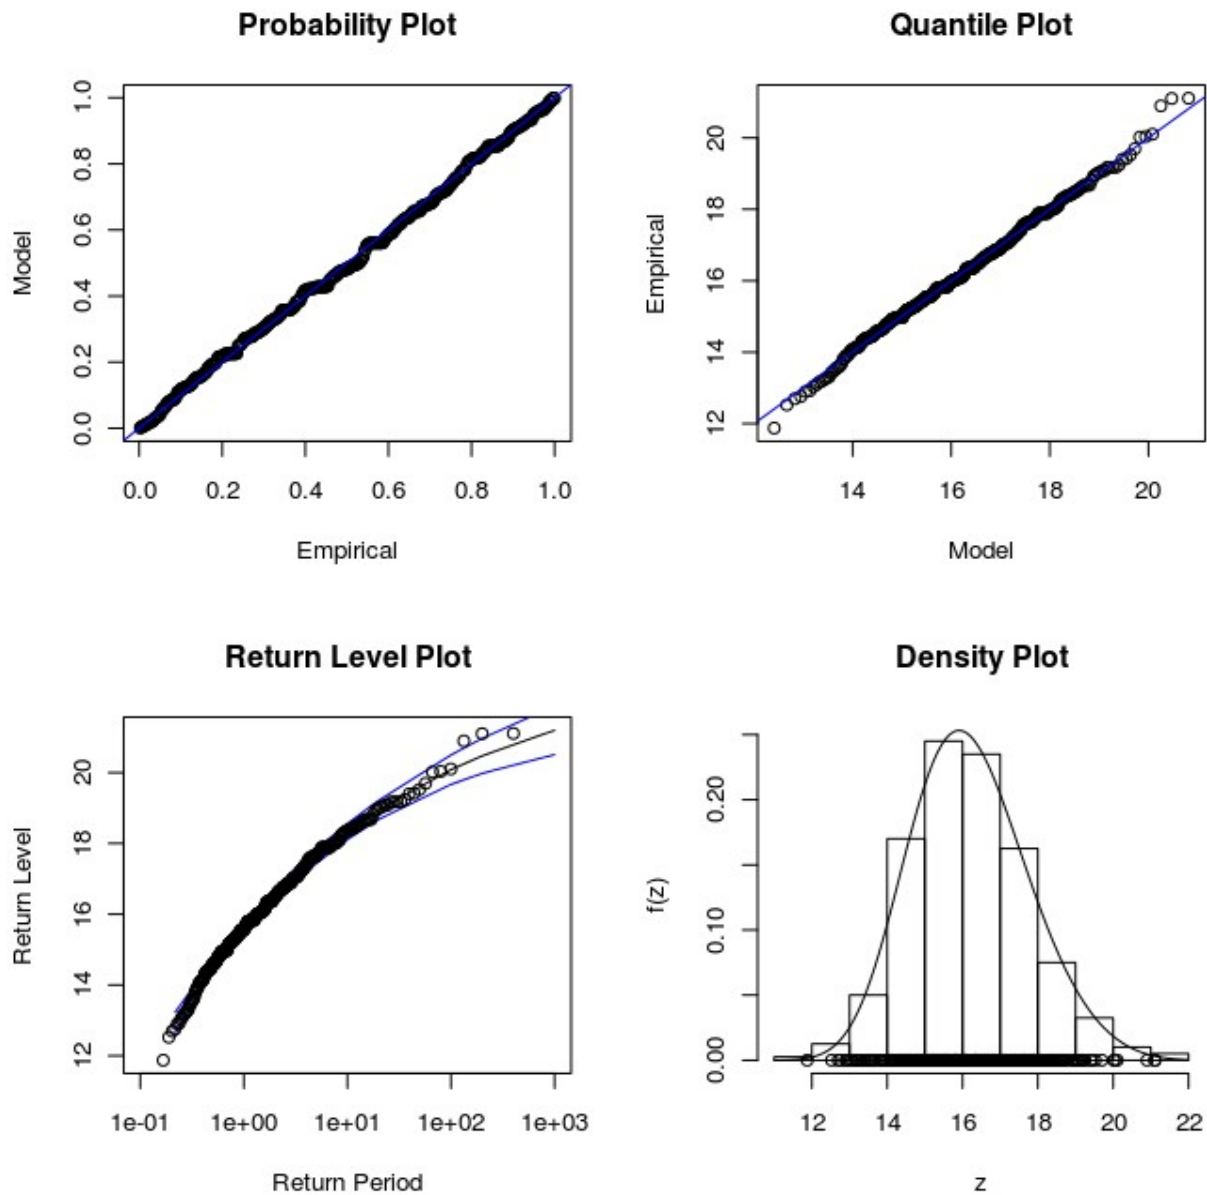 Probability Plot
Model
1.0
0.8
0.6
0.4
0.2
0.0
0.0 0.2 0.4 0.6 0.8 1.0
Empirical
Quantile Plot
Empirical
20
18
16
14
12
14 16 18 20
Model
Return Level Plot
Return Level
20
18
16
14
12
1e-01 1e+00 1e+01 1e+02 1e+03
Return Period
Density Plot
f(z)
0.20
0.10
0.00
12 14 16 18 20 22
z